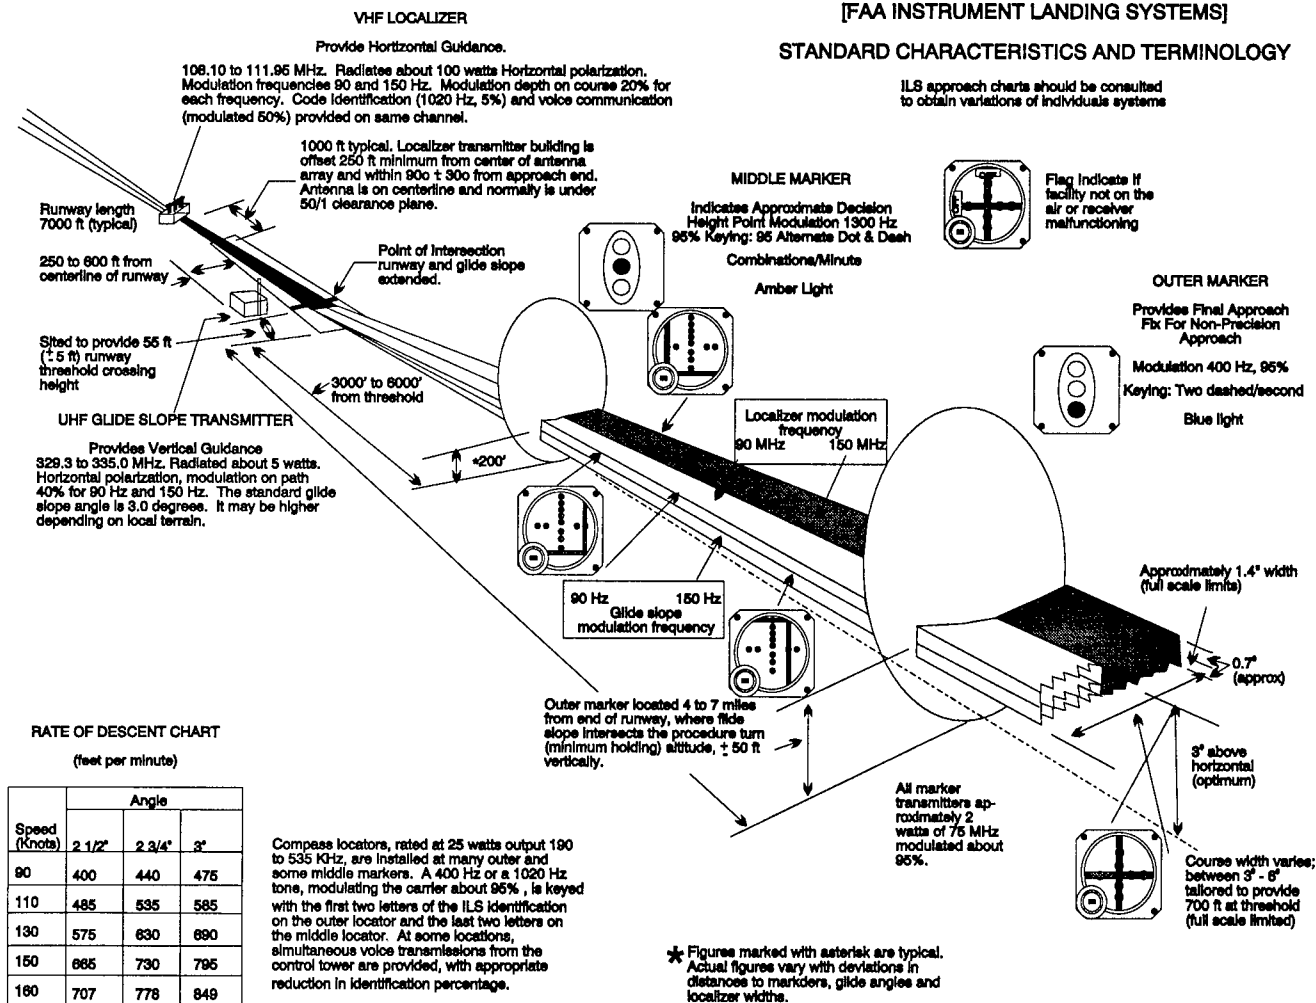 [FAA INSTRUMENT LANDING SYSTEMS]
STANDARD CHARACTERISTICS AND TERMINOLOGY
ILS approach charts should be consulted
to obtain variations of individuals systems
VHF LOCALIZER
Provide Hortizontal Guidance.
108.10 to 111.95 MHz. Radiates about 100 watts Horizontal polarization.
Modulation frequencies 90 and 150 Hz. Modulation depth on course 20% for
each frequency. Code Identification (1020 Hz, 5%) and voice communication
(modulated 50%) provided on same channel.
1000 ft typical. Localizer transmitter building is
offset 250 ft minimum from center of antenna
array and within 90o ± 30o from approach end.
Antenna is on centerline and normally is under
50/1 clearance plane.
Runway length
7000 ft (typical)
250 to 600 ft from
centerline of runway
Point of Intersection
runway and glide slope
extended.
Sited to provide 55 ft
(±5 ft) runway
threshold crossing
height
UHF GLIDE SLOPE TRANSMITTER
Provides Vertical Guidance
329.3 to 335.0 MHz. Radiated about 5 watts.
Horizontal polarization, modulation on path
40% for 90 Hz and 150 Hz. The standard glide
slope angle is 3.0 degrees. It may be higher
depending on local terrain.
3000' to 6000'
from threshold
*200'
MIDDLE MARKER
Indicates Approximate Decision
Height Point Modulation 1300 Hz
95% Keying: 95 Alternate Dot & Dash
Combinations/Minute
Amber Light
OFF
OFF
Flag Indicate if
facility not on the
air or receiver
malfunctioning
OUTER MARKER
Provides Final Approach
Fix For Non-Precision
Approach
Modulation 400 Hz, 95%
Keying: Two dashed/second
Blue light
Localizer modulation
frequency
90 MHz 150 MHz
90 Hz 150 Hz
Glide slope
modulation frequency
Approximately 1.4° width
(full scale limits)
0.7°
(approx)
3° above
horizontal
(optimum)
Course width varies;
between 3° - 6°
tailored to provide
700 ft at threshold
(full scale limited)
Outer marker located 4 to 7 miles
from end of runway, where flide
slope intersects the procedure turn
(minimum holding) altitude, ± 50 ft
vertically.
All marker
transmitters ap-
roximately 2
watts of 75 MHz
modulated about
95%.
RATE OF DESCENT CHART
(feet per minute)
Angle
Speed
(Knots) 2 1/2° 2 3/4° 3°
90 400 440 475
110 485 535 585
130 575 630 690
150 665 730 795
160 707 778 849
Compass locators, rated at 25 watts output 190
to 535 KHz, are installed at many outer and
some middle markers. A 400 Hz or a 1020 Hz
tone, modulating the carrier about 95% , is keyed
with the first two letters of the ILS identification
on the outer locator and the last two letters on
the middle locator. At some locations,
simultaneous voice transmissions from the
control tower are provided, with appropriate
reduction in identification percentage.
* Figures marked with asterisk are typical.
Actual figures vary with deviations in
distances to markders, glide angles and
localizer widths.